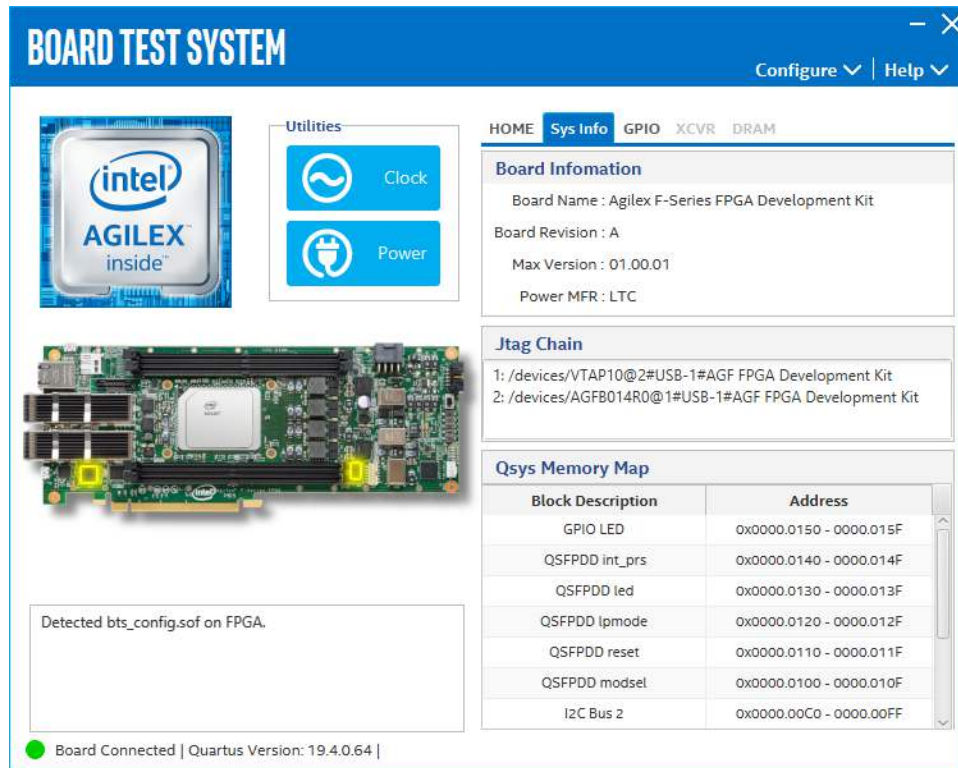 BOARD TEST SYSTEM
Configure | Help
Utilities
Clock
Power
intel
AGILEX
inside™
HOME Sys Info GPIO XCVR DRAM
Board Infomation
Board Name : Agilex F-Series FPGA Development Kit
Board Revision : A
Max Version : 01.00.01
Power MFR : LTC
Jtag Chain
1: /devices/VTAP10@2#USB-1#AGF FPGA Development Kit
2: /devices/AGFB014R0@1#USB-1#AGF FPGA Development Kit
Qsys Memory Map
Block Description Address
GPIO LED 0x0000.0150 - 0000.015F
QSFPDD int_prs 0x0000.0140 - 0000.014F
QSFPDD led 0x0000.0130 - 0000.013F
QSFPDD lpmode 0x0000.0120 - 0000.012F
QSFPDD reset 0x0000.0110 - 0000.011F
QSFPDD modsel 0x0000.0100 - 0000.010F
I2C Bus 2 0x0000.00C0 - 0000.00FF
intel
Detected bts_config.sof on FPGA.
Board Connected | Quartus Version: 19.4.0.64 |